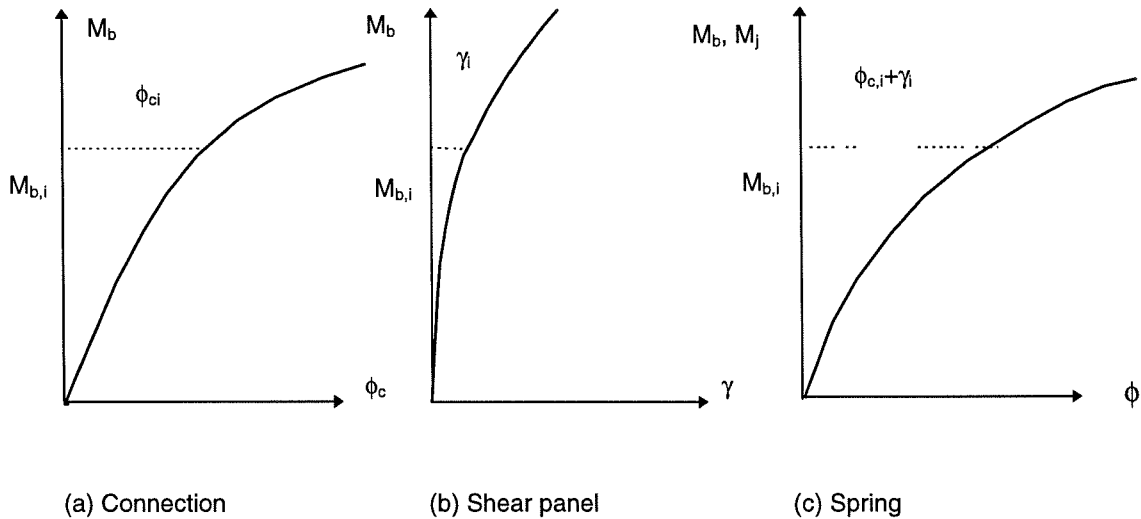 M_b
φ_ci
M_b,i
φ_c
(a) Connection
M_b
γ_i
M_b,i
γ
(b) Shear panel
M_b, M_j
φ_c,i+γ_i
M_b,i
φ
(c) Spring